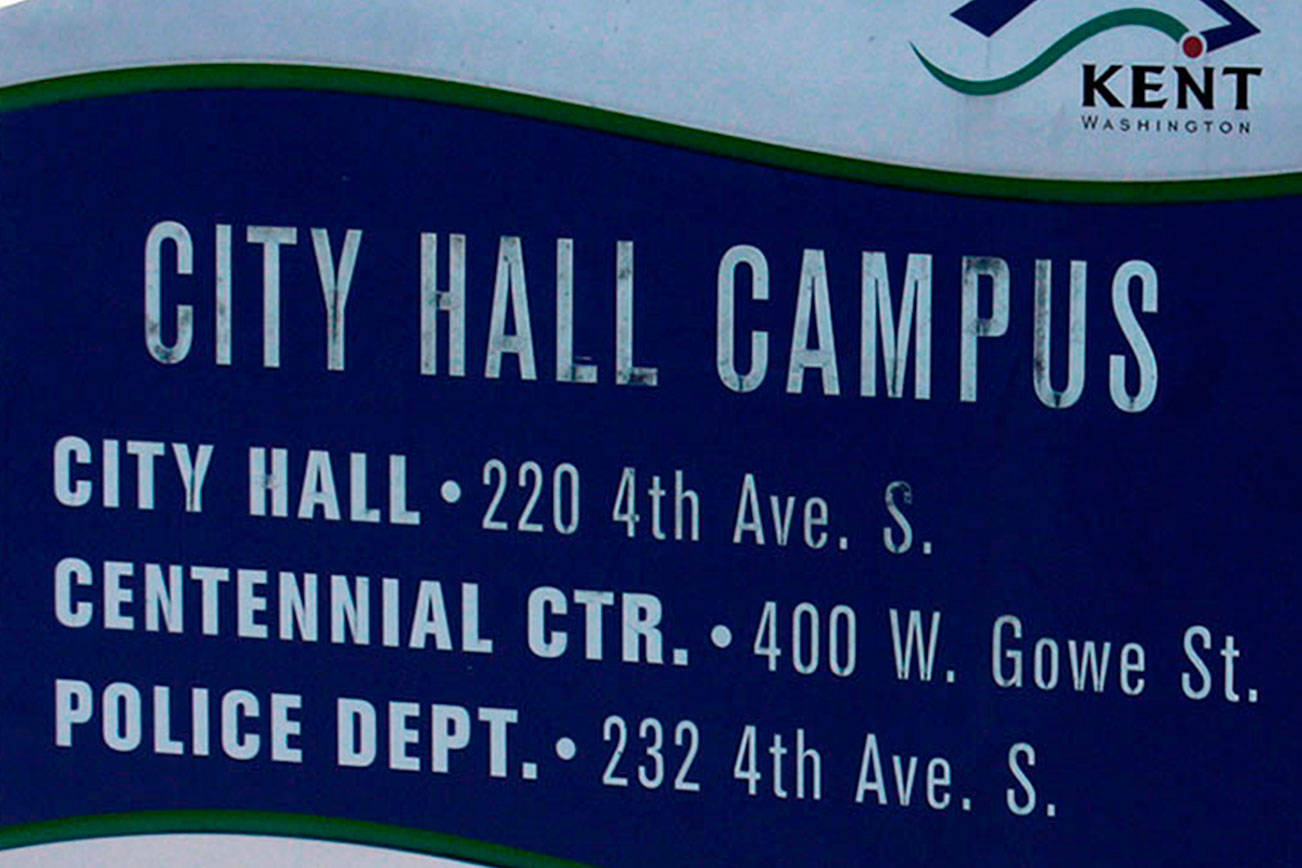 KENT
WASHINGTON
CITY HALL CAMPUS
CITY HALL • 220 4th Ave. S.
CENTENNIAL CTR. • 400 W. Gowe St.
POLICE DEPT. • 232 4th Ave. S.